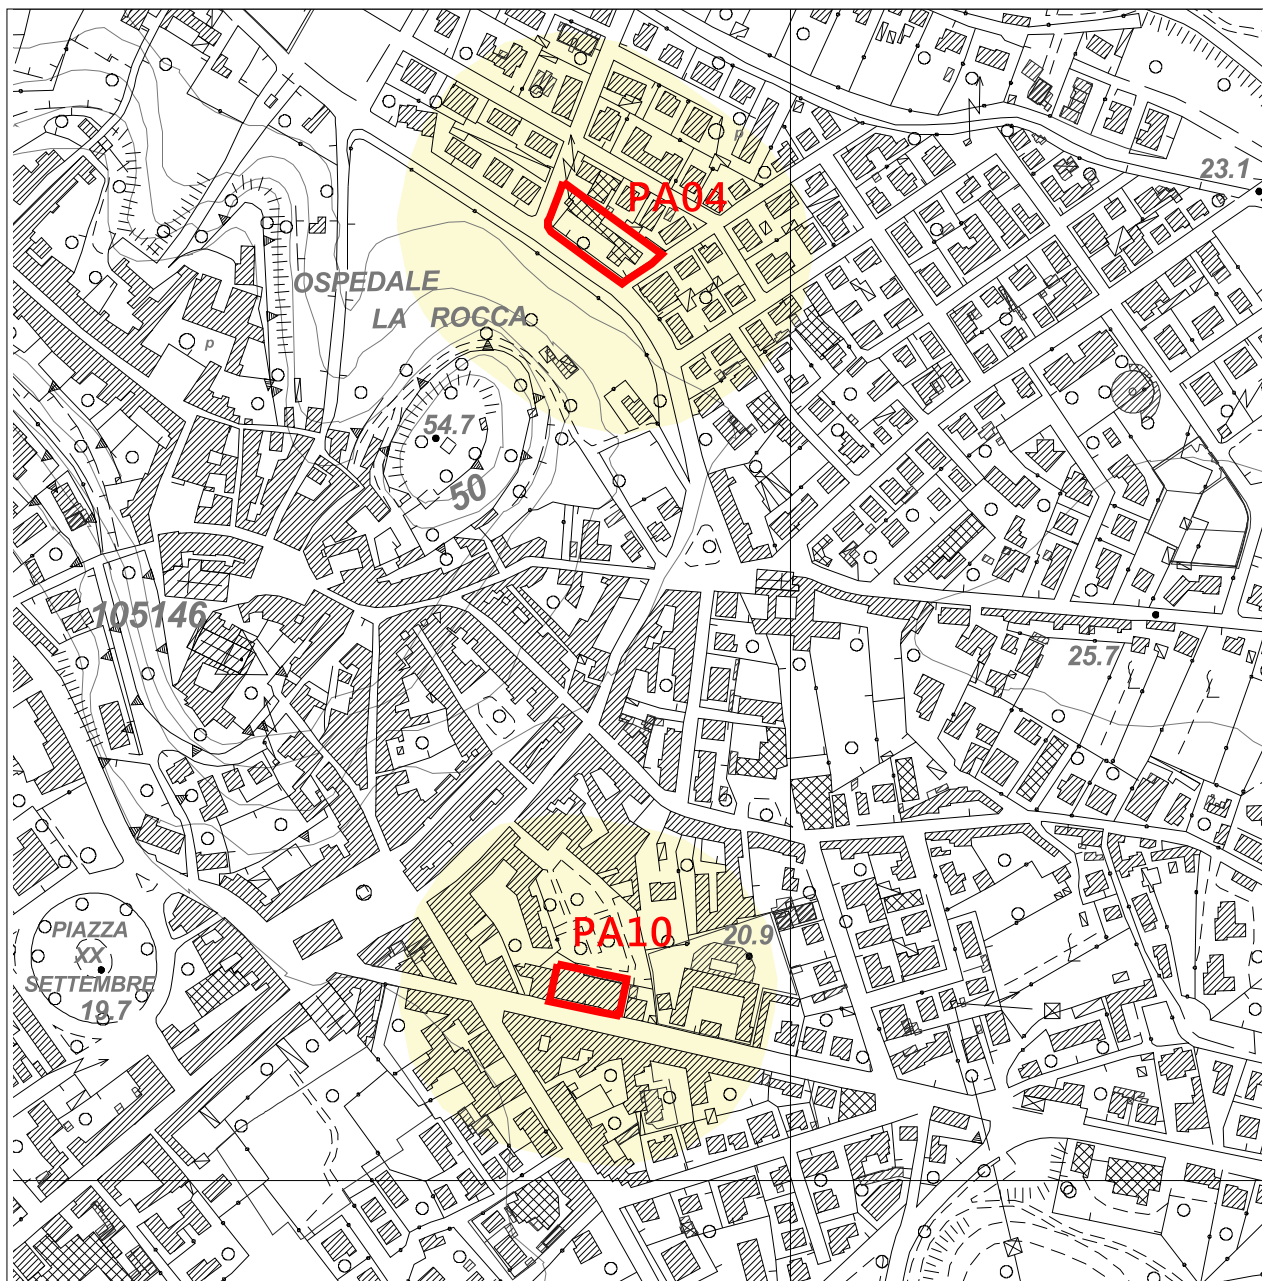 p
23.1
PA04
OSPEDALE
LA ROCCA
p
54.7
50
105146
25.7
PIAZZA
XX
SETTEMBRE
19.7
PA10
20.9